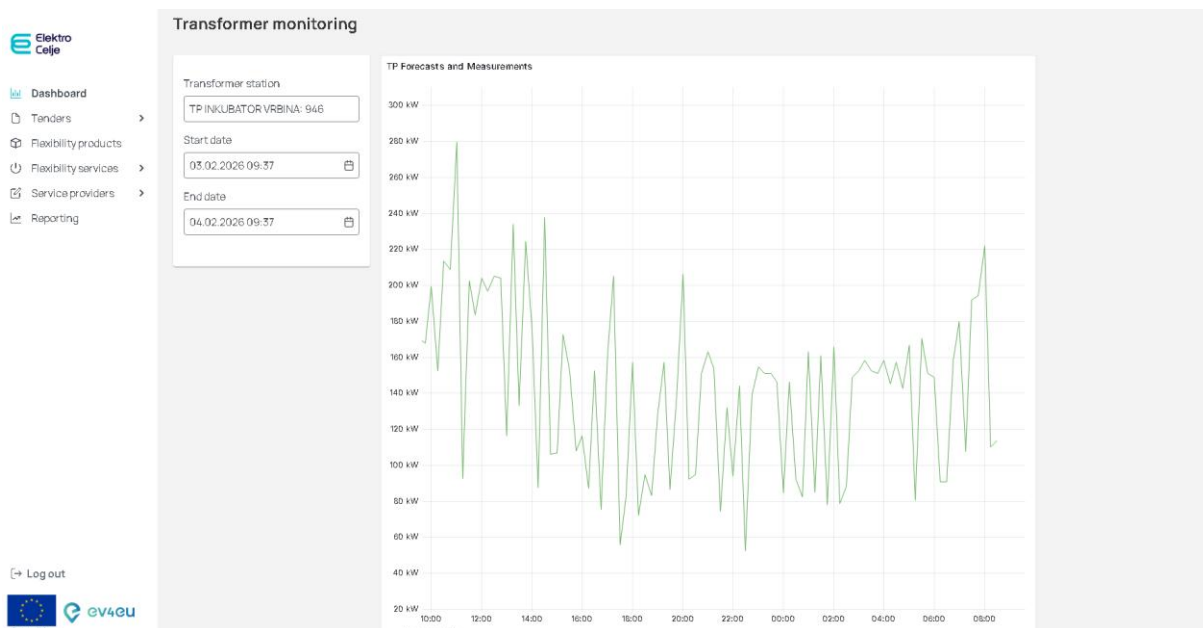 Elektro
Celje
Dashboard
Tenders
Flexibility products
Flexibility services
Service providers
Reporting
Log out
ev4eu
Transformer monitoring
Transformer station
TP INKUBATOR VRBINA: 946
Start date
03.02.2026 09:37
End date
04.02.2026 09:37
TP Forecasts and Measurements
300 kW
280 kW
260 kW
240 kW
220 kW
200 kW
180 kW
160 kW
140 kW
120 kW
100 kW
80 kW
60 kW
40 kW
20 kW
10:00 12:00 14:00 16:00 18:00 20:00 22:00 00:00 02:00 04:00 06:00 08:00